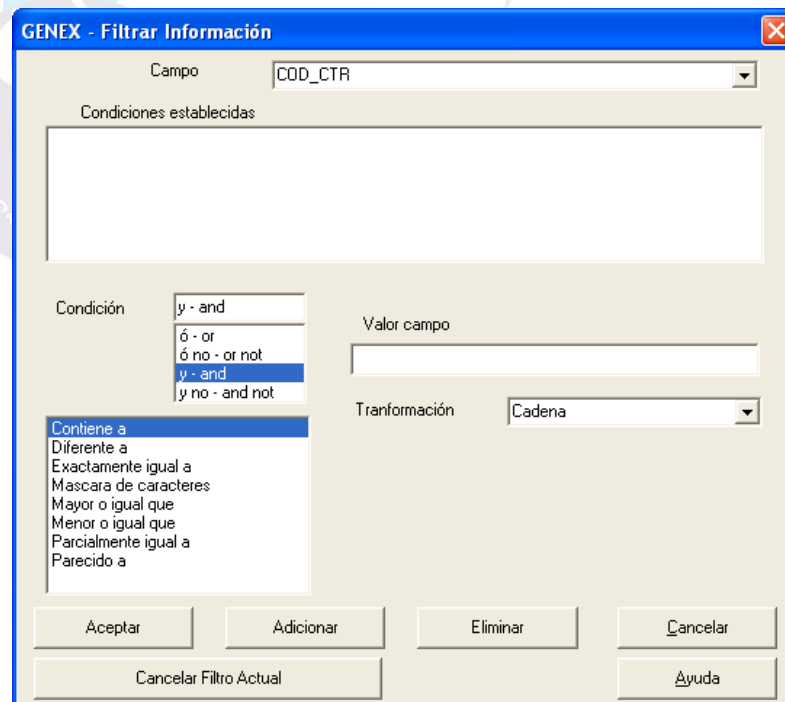 GENEX - Filtrar Información
Campo
COD_CTR
Condiciones establecidas
Condición
y - and
ó - or
ó no - or not
y - and
y no - and not
Valor campo
Tranformación
Cadena
Contiene a
Diferente a
Exactamente igual a
Mascara de caracteres
Mayor o igual que
Menor o igual que
Parcialmente igual a
Parecido a
Aceptar
Adicionar
Eliminar
Cancelar
Cancelar Filtro Actual
Ayuda